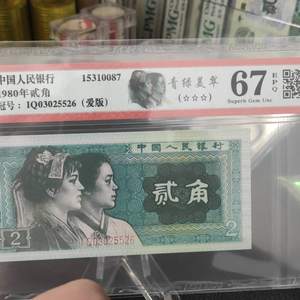 中国人民银行 15310087
1980年贰角
冠号：1Q03025526（爱版）
青绿美翠
(☆☆☆)
67 EPQ
Superb Gem Unc
中国人民银行
贰角
1Q03025526
2
2
PMG